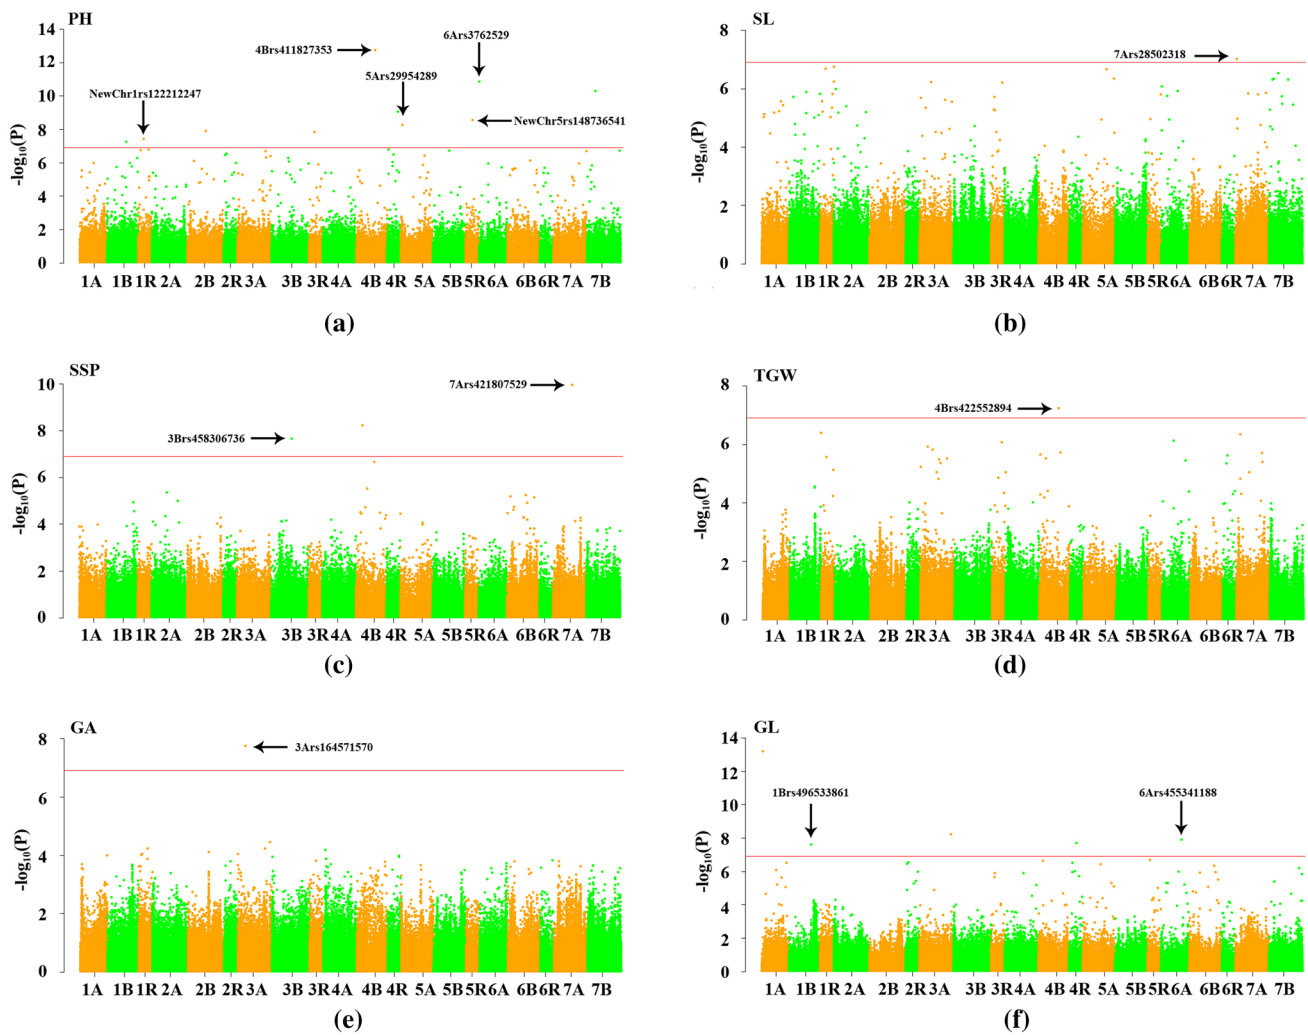 PH
14
12
10
8
6
4
2
0
-log10(P)
4Brs411827353
6Ars3762529
5Ars29954289
NewChr1rs122212247
NewChr5rs148736541
1A 1B 1R 2A 2B 2R 3A 3B 3R 4A 4B 4R 5A 5B 5R 6A 6B 6R 7A 7B
(a)
SL
8
6
4
2
0
-log10(P)
7Ars28502318
1A 1B 1R 2A 2B 2R 3A 3B 3R 4A 4B 4R 5A 5B 5R 6A 6B 6R 7A 7B
(b)
SSP
10
8
6
4
2
0
-log10(P)
7Ars421807529
3Brs458306736
1A 1B 1R 2A 2B 2R 3A 3B 3R 4A 4B 4R 5A 5B 5R 6A 6B 6R 7A 7B
(c)
TGW
8
6
4
2
0
-log10(P)
4Brs422552894
1A 1B 1R 2A 2B 2R 3A 3B 3R 4A 4B 4R 5A 5B 5R 6A 6B 6R 7A 7B
(d)
GA
8
6
4
2
0
-log10(P)
3Ars164571570
1A 1B 1R 2A 2B 2R 3A 3B 3R 4A 4B 4R 5A 5B 5R 6A 6B 6R 7A 7B
(e)
GL
14
12
10
8
6
4
2
0
-log10(P)
1Brs496533861
6Ars455341188
1A 1B 1R 2A 2B 2R 3A 3B 3R 4A 4B 4R 5A 5B 5R 6A 6B 6R 7A 7B
(f)